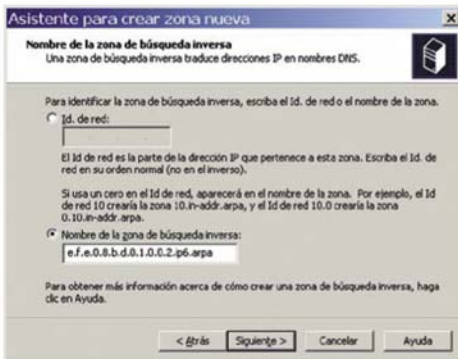 Asistente para crear zona nueva
Nombre de la zona de búsqueda inversa
Una zona de búsqueda inversa traduce direcciones IP en nombres DNS.
Para identificar la zona de búsqueda inversa, escriba el Id. de red o el nombre de la zona.
Id. de red:
El Id de red es la parte de la dirección IP que pertenece a esta zona. Escriba el Id. de
red en su orden normal (no en el inverso).
Si usa un cero en el Id de red, aparecerá en el nombre de la zona. Por ejemplo, el Id
de red 10 crearía la zona 10.in-addr.arpa, y el Id de red 10.0 crearía la zona
0.10.in-addr.arpa.
Nombre de la zona de búsqueda inversa:
e.f.e.0.8.b.d.0.1.0.0.2.ip6.arpa
Para obtener más información acerca de cómo crear una zona de búsqueda inversa, haga
clic en Ayuda.
< Atrás
Siguiente >
Cancelar
Ayuda